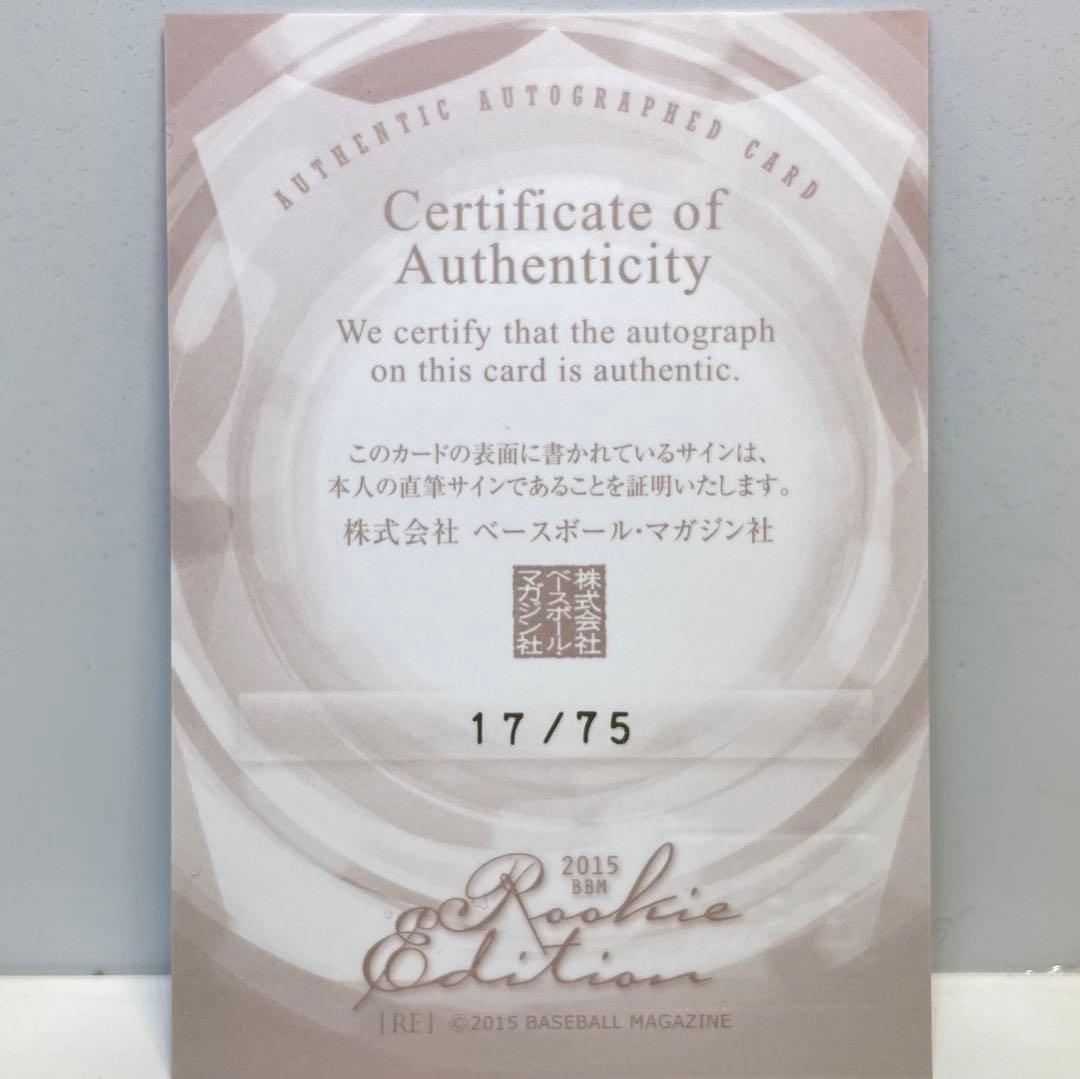 AUTHENTIC AUTOGRAPHED CARD
Certificate of
Authenticity
We certify that the autograph
on this card is authentic.
このカードの表面に書かれているサインは、
本人の直筆サインであることを証明いたします。
株式会社 ベースボール・マガジン社
株式会社
ベースボール・
マガジン社
17/75
2015
BBM
Rookie
Edition
[RE] ©2015 BASEBALL MAGAZINE